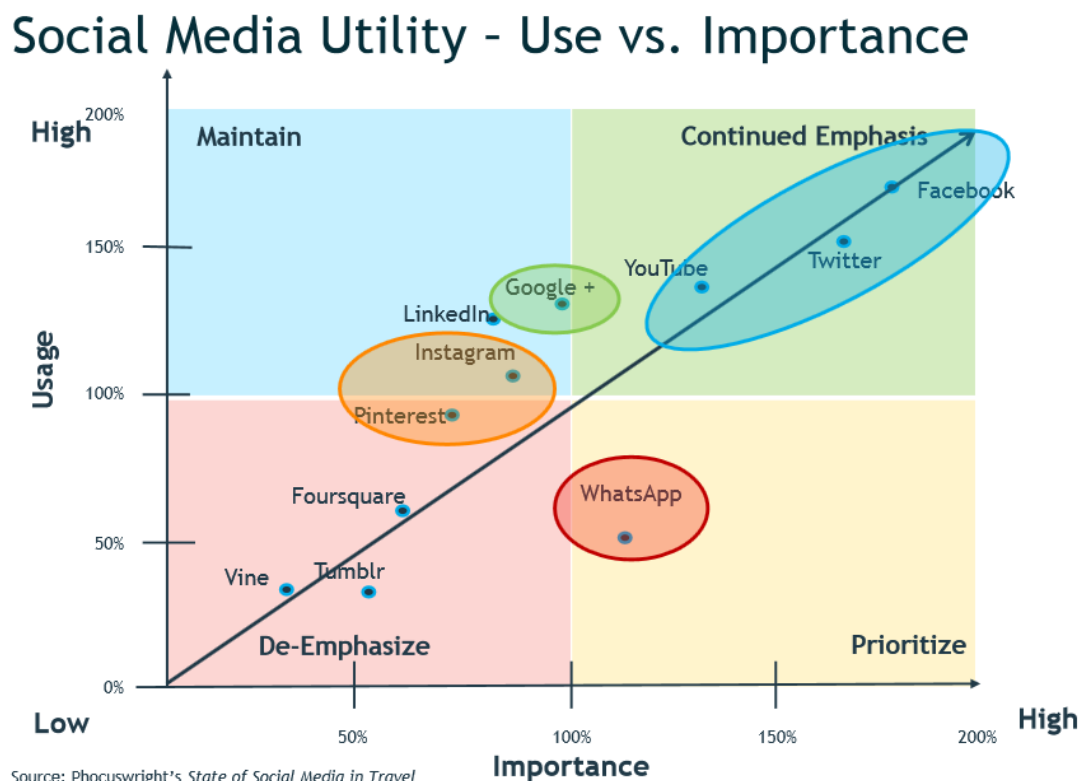 Social Media Utility – Use vs. Importance
200%
High
Maintain
Continued Emphasis
Facebook
150%
YouTube
Twitter
Google +
LinkedIn
Instagram
Usage
100%
Pinterest
WhatsApp
Foursquare
50%
Vine
Tumblr
De-Emphasize
Prioritize
0%
Low
High
50%
100%
150%
200%
Importance
Source: Phocuswright's State of Social Media in Travel